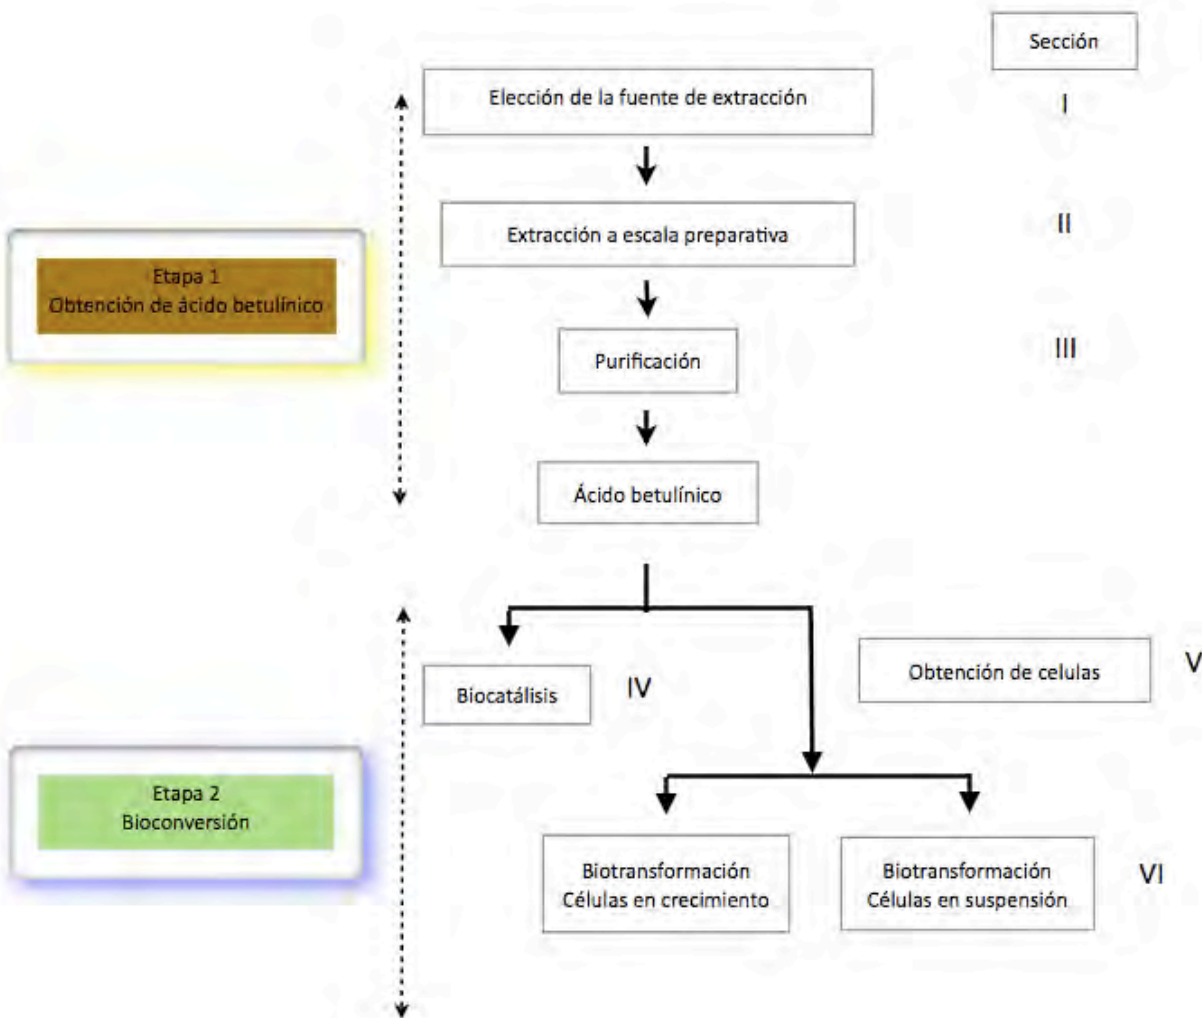 Sección
Elección de la fuente de extracción
I
Extracción a escala preparativa
II
Etapa 1
Obtención de ácido betulínico
Purificación
III
Ácido betulínico
Biocatálisis
IV
Obtención de celulas
V
Etapa 2
Bioconversión
Biotransformación
Células en crecimiento
Biotransformación
Células en suspensión
VI